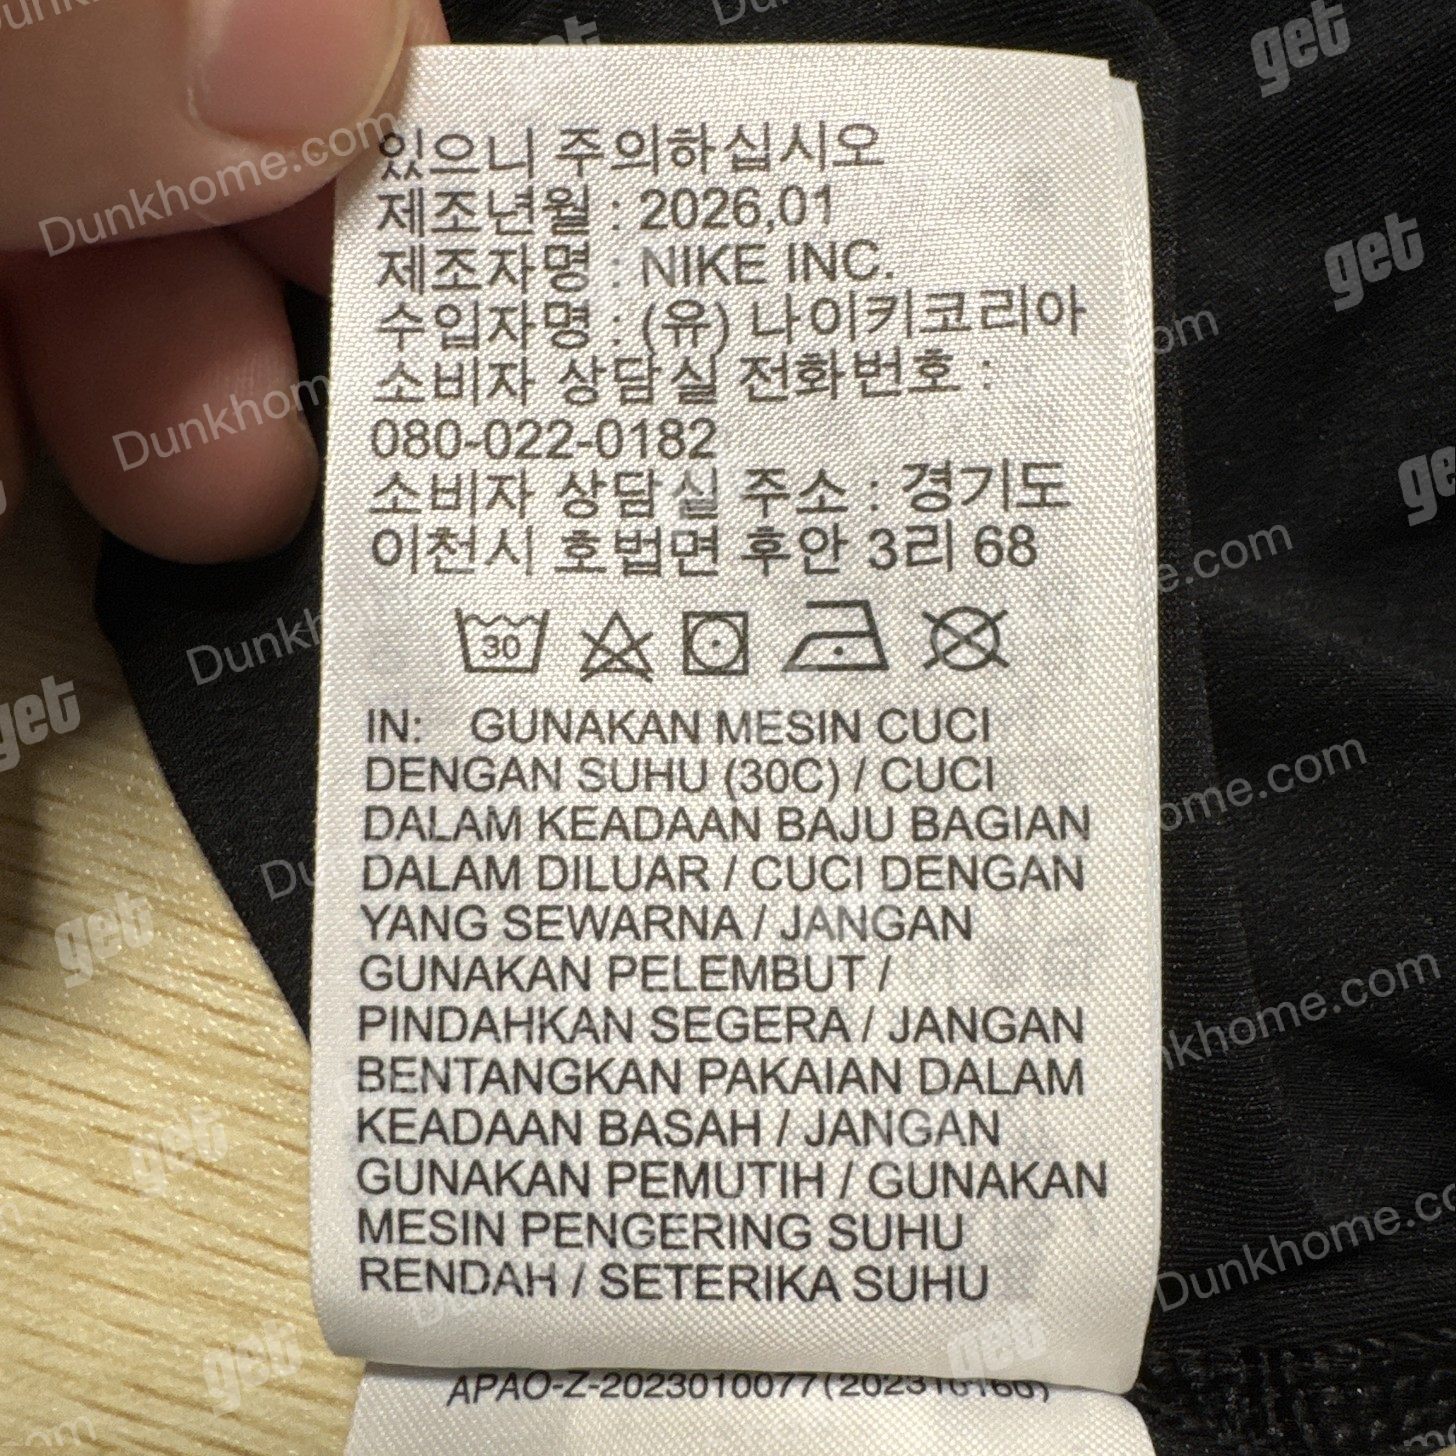 있으니 주의하십시오
제조년월 : 2026,01
제조자명 : NIKE INC.
수입자명 : (유) 나이키코리아
소비자 상담실 전화번호 :
080-022-0182
소비자 상담실 주소 : 경기도
이천시 호법면 후안 3리 68
30
IN: GUNAKAN MESIN CUCI
DENGAN SUHU (30C) / CUCI
DALAM KEADAAN BAJU BAGIAN
DALAM DILUAR / CUCI DENGAN
YANG SEWARNA / JANGAN
GUNAKAN PELEMBUT /
PINDAHKAN SEGERA / JANGAN
BENTANGKAN PAKAIAN DALAM
KEADAAN BASAH / JANGAN
GUNAKAN PEMUTIH / GUNAKAN
MESIN PENGERING SUHU
RENDAH / SETERIKA SUHU
Dunkhome.com
get